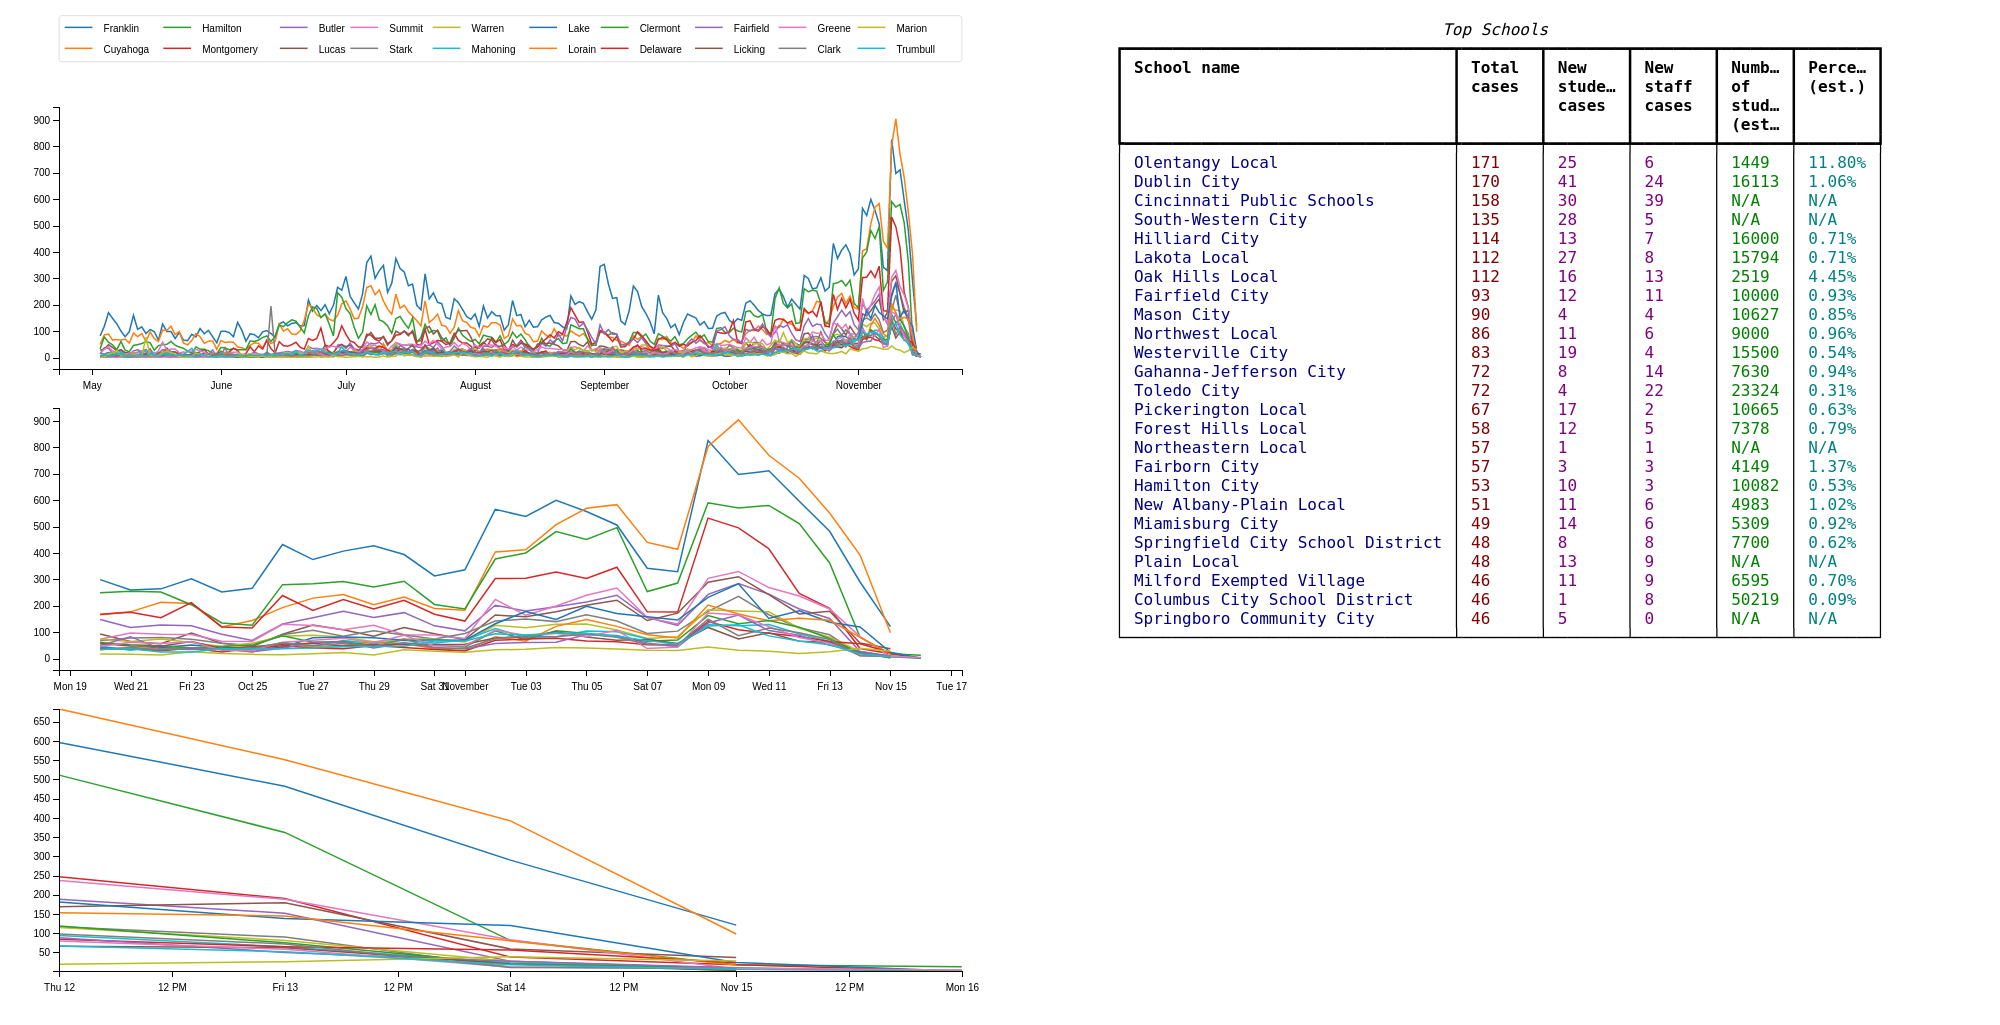 Franklin Hamilton Butler Summit Warren Lake Clermont Fairfield Greene Marion
Cuyahoga Montgomery Lucas Stark Mahoning Lorain Delaware Licking Clark Trumbull
900
800
700
600
500
400
300
200
100
0
May June July August September October November
900
800
700
600
500
400
300
200
100
0
Mon 19 Wed 21 Fri 23 Oct 25 Tue 27 Thu 29 Sat 31 November Tue 03 Thu 05 Sat 07 Mon 09 Wed 11 Fri 13 Nov 15 Tue 17
650
600
550
500
450
400
350
300
250
200
150
100
50
Thu 12 12 PM Fri 13 12 PM Sat 14 12 PM Nov 15 12 PM Mon 16
Top Schools
School name Total New New Numb… Perce…
cases stude… staff of (est.)
cases cases stud…
(est…
Olentangy Local 171 25 6 1449 11.80%
Dublin City 170 41 24 16113 1.06%
Cincinnati Public Schools 158 30 39 N/A N/A
South-Western City 135 28 5 N/A N/A
Hilliard City 114 13 7 16000 0.71%
Lakota Local 112 27 8 15794 0.71%
Oak Hills Local 112 16 13 2519 4.45%
Fairfield City 93 12 11 10000 0.93%
Mason City 90 4 4 10627 0.85%
Northwest Local 86 11 6 9000 0.96%
Westerville City 83 19 4 15500 0.54%
Gahanna-Jefferson City 72 8 14 7630 0.94%
Toledo City 72 4 22 23324 0.31%
Pickerington Local 67 17 2 10665 0.63%
Forest Hills Local 58 12 5 7378 0.79%
Northeastern Local 57 1 1 N/A N/A
Fairborn City 57 3 3 4149 1.37%
Hamilton City 53 10 3 10082 0.53%
New Albany-Plain Local 51 11 6 4983 1.02%
Miamisburg City 49 14 6 5309 0.92%
Springfield City School District 48 8 8 7700 0.62%
Plain Local 48 13 9 N/A N/A
Milford Exempted Village 46 11 9 6595 0.70%
Columbus City School District 46 1 8 50219 0.09%
Springboro Community City 46 5 0 N/A N/A